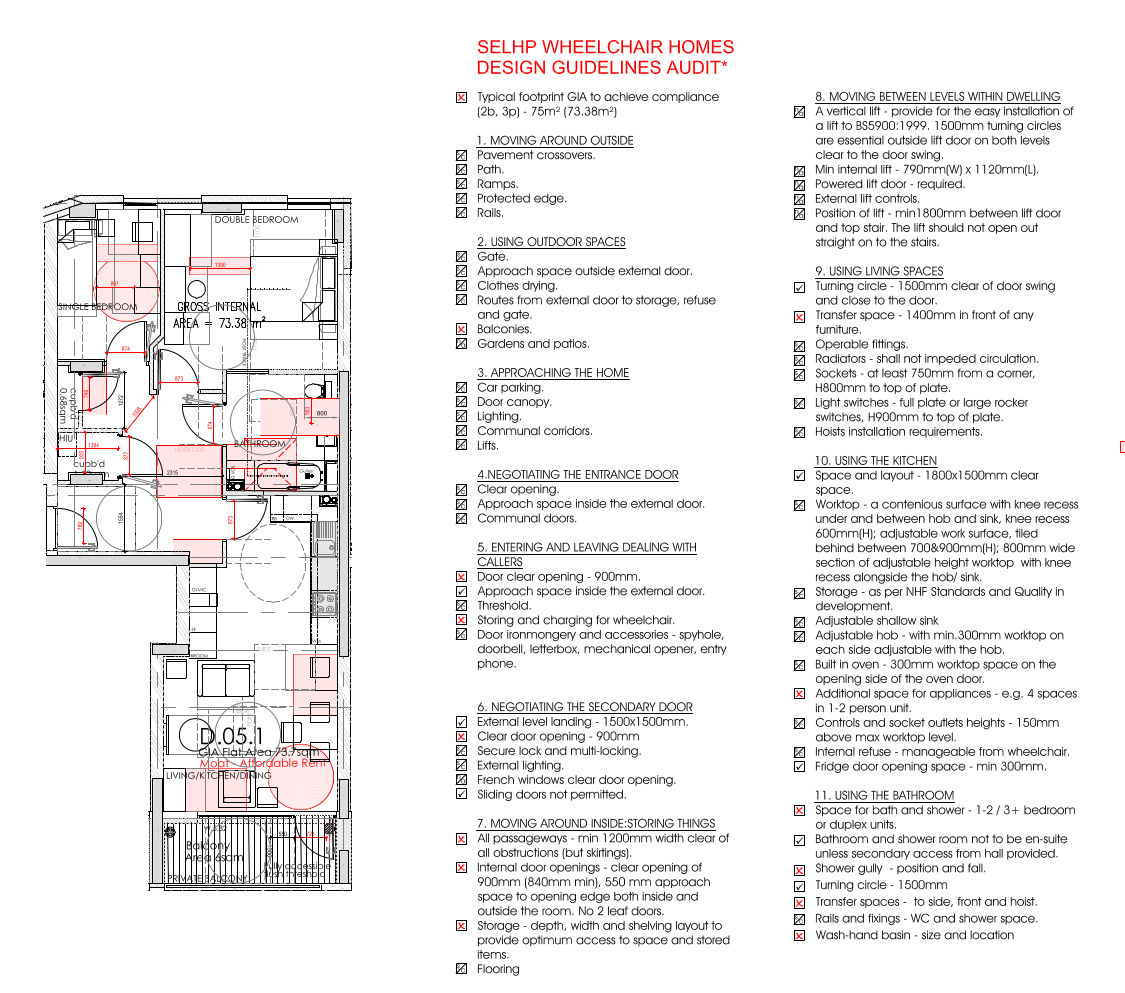 SELHP WHEELCHAIR HOMES
DESIGN GUIDELINES AUDIT*
Typical footprint GIA to achieve compliance
(2b, 3p) - 75m² (73.38m²)
1. MOVING AROUND OUTSIDE
Pavement crossovers.
Path.
Ramps.
Protected edge.
Rails.
2. USING OUTDOOR SPACES
Gate.
Approach space outside external door.
Clothes drying.
Routes from external door to storage, refuse
and gate.
Balconies.
Gardens and patios.
3. APPROACHING THE HOME
Car parking.
Door canopy.
Lighting.
Communal corridors.
Lifts.
4.NEGOTIATING THE ENTRANCE DOOR
Clear opening.
Approach space inside the external door.
Communal doors.
5. ENTERING AND LEAVING DEALING WITH
CALLERS
Door clear opening - 900mm.
Approach space inside the external door.
Threshold.
Storing and charging for wheelchair.
Door ironmongery and accessories - spyhole,
doorbell, letterbox, mechanical opener, entry
phone.
6. NEGOTIATING THE SECONDARY DOOR
External level landing - 1500x1500mm.
Clear door opening - 900mm
Secure lock and multi-locking.
External lighting.
French windows clear door opening.
Sliding doors not permitted.
7. MOVING AROUND INSIDE:STORING THINGS
All passageways - min 1200mm width clear of
all obstructions (but skirtings).
Internal door openings - clear opening of
900mm (840mm min), 550 mm approach
space to opening edge both inside and
outside the room. No 2 leaf doors.
Storage - depth, width and shelving layout to
provide optimum access to space and stored
items.
Flooring
8. MOVING BETWEEN LEVELS WITHIN DWELLING
A vertical lift - provide for the easy installation of
a lift to BS5900:1999. 1500mm turning circles
are essential outside lift door on both levels
clear to the door swing.
Min internal lift - 790mm(W) x 1120mm(L).
Powered lift door - required.
External lift controls.
Position of lift - min1800mm between lift door
and top stair. The lift should not open out
straight on to the stairs.
9. USING LIVING SPACES
Turning circle - 1500mm clear of door swing
and close to the door.
Transfer space - 1400mm in front of any
furniture.
Operable fittings.
Radiators - shall not impeded circulation.
Sockets - at least 750mm from a corner,
H800mm to top of plate.
Light switches - full plate or large rocker
switches, H900mm to top of plate.
Hoists installation requirements.
10. USING THE KITCHEN
Space and layout - 1800x1500mm clear
space.
Worktop - a contenious surface with knee recess
under and between hob and sink, knee recess
600mm(H); adjustable work surface, tiled
behind between 700&900mm(H); 800mm wide
section of adjustable height worktop with knee
recess alongside the hob/ sink.
Storage - as per NHF Standards and Quality in
development.
Adjustable shallow sink
Adjustable hob - with min.300mm worktop on
each side adjustable with the hob.
Built in oven - 300mm worktop space on the
opening side of the oven door.
Additional space for appliances - e.g. 4 spaces
in 1-2 person unit.
Controls and socket outlets heights - 150mm
above max worktop level.
Internal refuse - manageable from wheelchair.
Fridge door opening space - min 300mm.
11. USING THE BATHROOM
Space for bath and shower - 1-2 / 3+ bedroom
or duplex units.
Bathroom and shower room not to be en-suite
unless secondary access from hall provided.
Shower gully - position and fall.
Turning circle - 1500mm
Transfer spaces - to side, front and hoist.
Rails and fixings - WC and shower space.
Wash-hand basin - size and location
DOUBLE BEDROOM
1390
SINGLE BEDROOM
GROSS INTERNAL
AREA = 73.38 m²
874
873
cupb'd
0.68sqm
1272
874
800
HIU
1294
877
BATHROOM
cupb'd
2315
1554
873
D.05.1
GIA Flat Area 73.7sqm
Moat - Affordable Rent
LIVING/KITCHEN/DINING
Balcony
Area 6sqm
Fully accessible
flush threshold
PRIVATE BALCONY